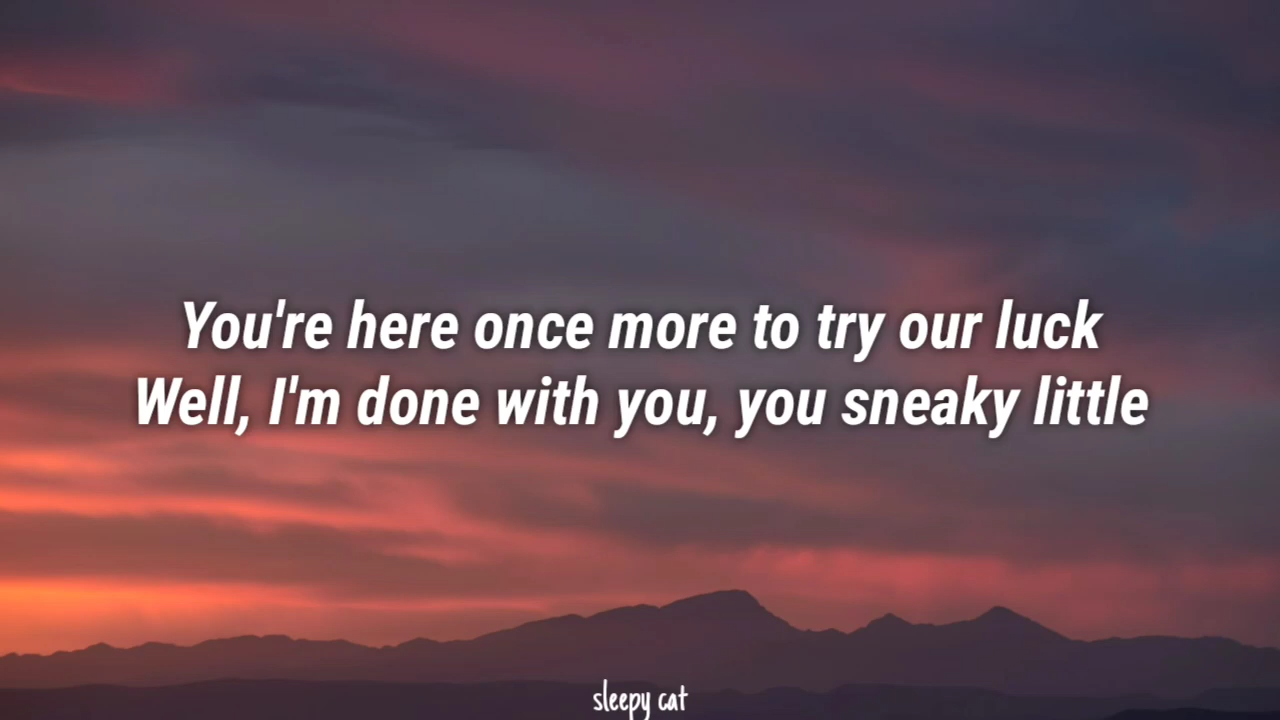 You're here once more to try our luck
Well, I'm done with you, you sneaky little
sleepy cat